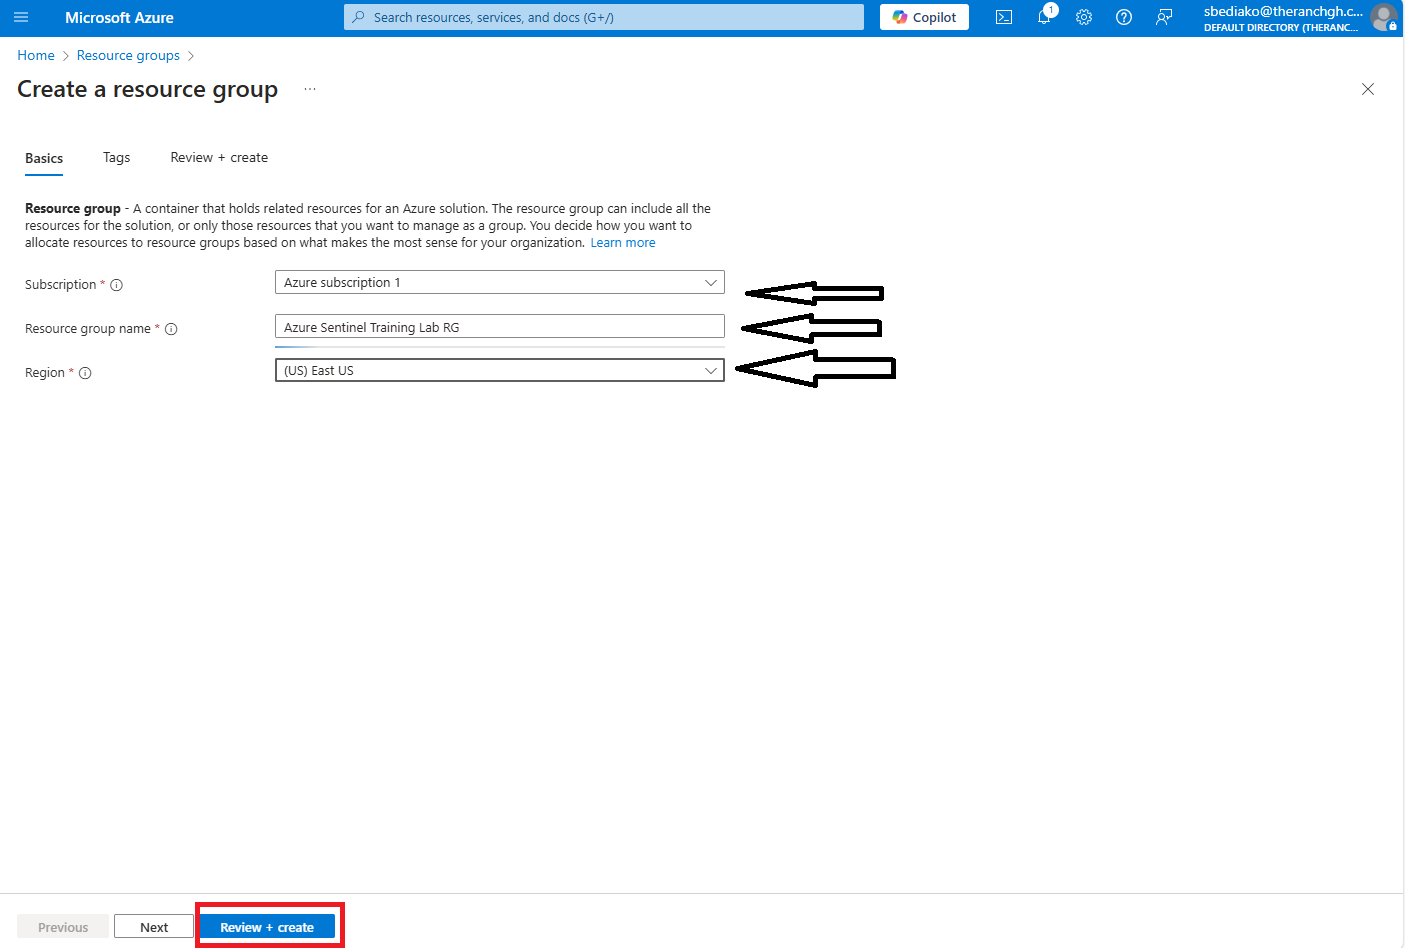 Microsoft Azure
Search resources, services, and docs (G+/)
Copilot
1
sbediako@theranchgh.c...
DEFAULT DIRECTORY (THERANC...
Home > Resource groups >
Create a resource group ...
Basics
Tags
Review + create
Resource group - A container that holds related resources for an Azure solution. The resource group can include all the
resources for the solution, or only those resources that you want to manage as a group. You decide how you want to
allocate resources to resource groups based on what makes the most sense for your organization. Learn more
Subscription *
Azure subscription 1
Resource group name *
Azure Sentinel Training Lab RG
Region *
(US) East US
Previous
Next
Review + create